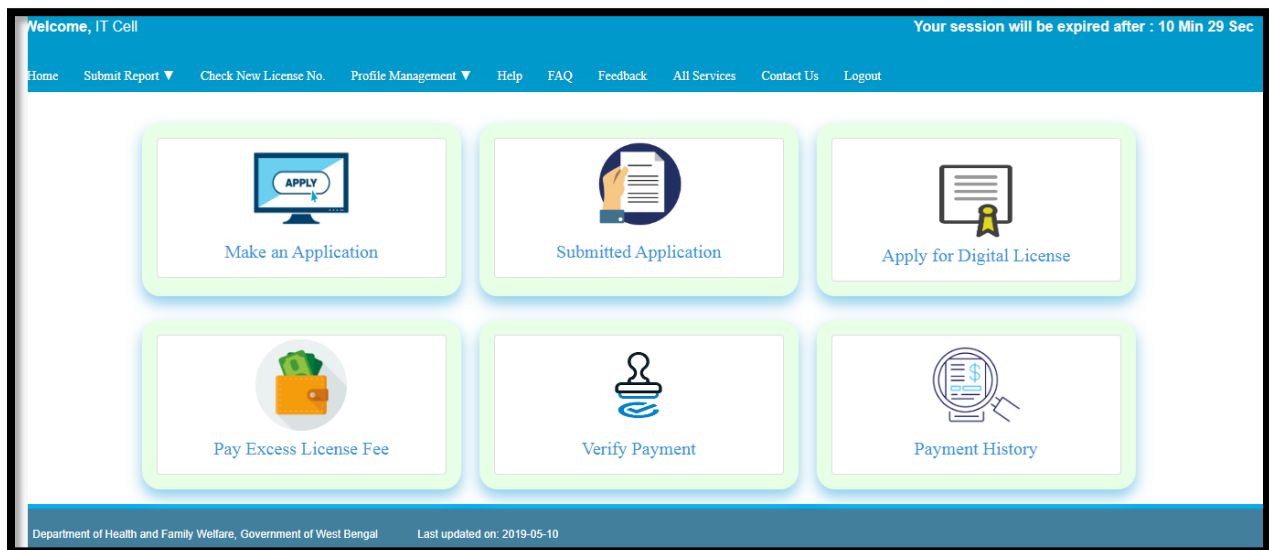 Welcome, IT Cell
Your session will be expired after : 10 Min 29 Sec
Home Submit Report ▼ Check New License No. Profile Management ▼ Help FAQ Feedback All Services Contact Us Logout
APPLY
Make an Application
Submitted Application
Apply for Digital License
$
Pay Excess License Fee
Verify Payment
Payment History
Department of Health and Family Welfare, Government of West Bengal Last updated on: 2019-05-10